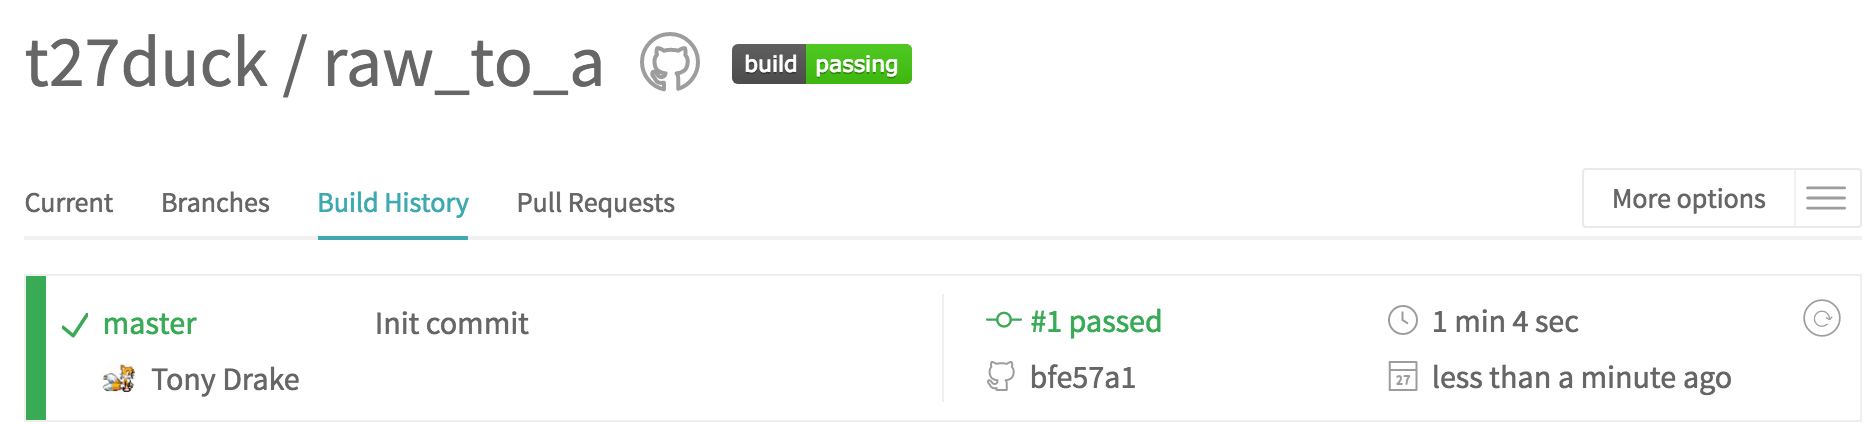 t27duck / raw_to_a build passing
Current Branches Build History Pull Requests More options
master Init commit #1 passed 1 min 4 sec
Tony Drake bfe57a1 27 less than a minute ago